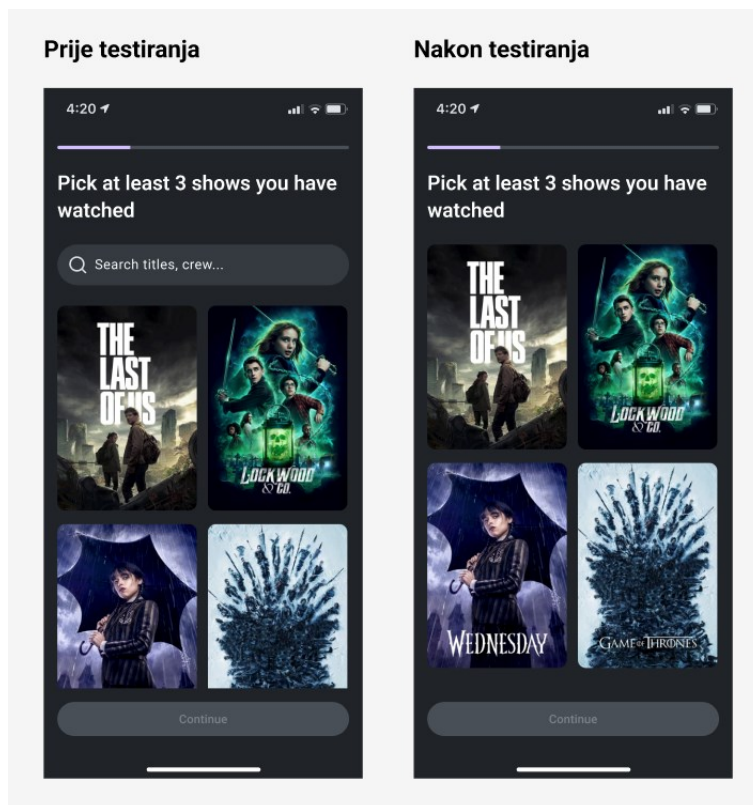 Prije testiranja
4:20
Pick at least 3 shows you have
watched
Search titles, crew...
THE
LAST
OF US
LOCKWOOD
& CO.
Continue
Nakon testiranja
4:20
Pick at least 3 shows you have
watched
THE
LAST
OF US
LOCKWOOD
& CO.
WEDNESDAY
GAME OF THRONES
Continue